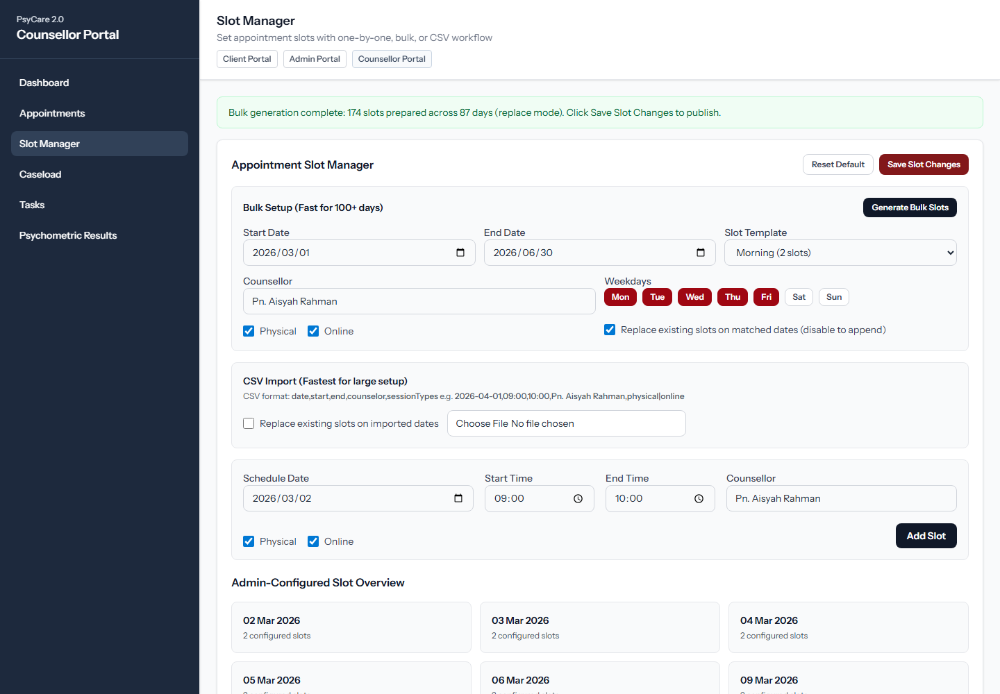 PsyCare 2.0
Counsellor Portal
Dashboard
Appointments
Slot Manager
Caseload
Tasks
Psychometric Results
Slot Manager
Set appointment slots with one-by-one, bulk, or CSV workflow
Client Portal
Admin Portal
Counsellor Portal
Bulk generation complete: 174 slots prepared across 87 days (replace mode). Click Save Slot Changes to publish.
Appointment Slot Manager
Reset Default
Save Slot Changes
Bulk Setup (Fast for 100+ days)
Generate Bulk Slots
Start Date
End Date
Slot Template
2026/03/01
2026/06/30
Morning (2 slots)
Counsellor
Weekdays
Pn. Aisyah Rahman
Mon Tue Wed Thu Fri Sat Sun
Physical
Online
Replace existing slots on matched dates (disable to append)
CSV Import (Fastest for large setup)
CSV format: date,start,end,counselor,sessionTypes e.g. 2026-04-01,09:00,10:00,Pn. Aisyah Rahman,physical|online
Replace existing slots on imported dates
Choose File No file chosen
Schedule Date
Start Time
End Time
Counsellor
2026/03/02
09:00
10:00
Pn. Aisyah Rahman
Physical
Online
Add Slot
Admin-Configured Slot Overview
02 Mar 2026
2 configured slots
03 Mar 2026
2 configured slots
04 Mar 2026
2 configured slots
05 Mar 2026
06 Mar 2026
09 Mar 2026